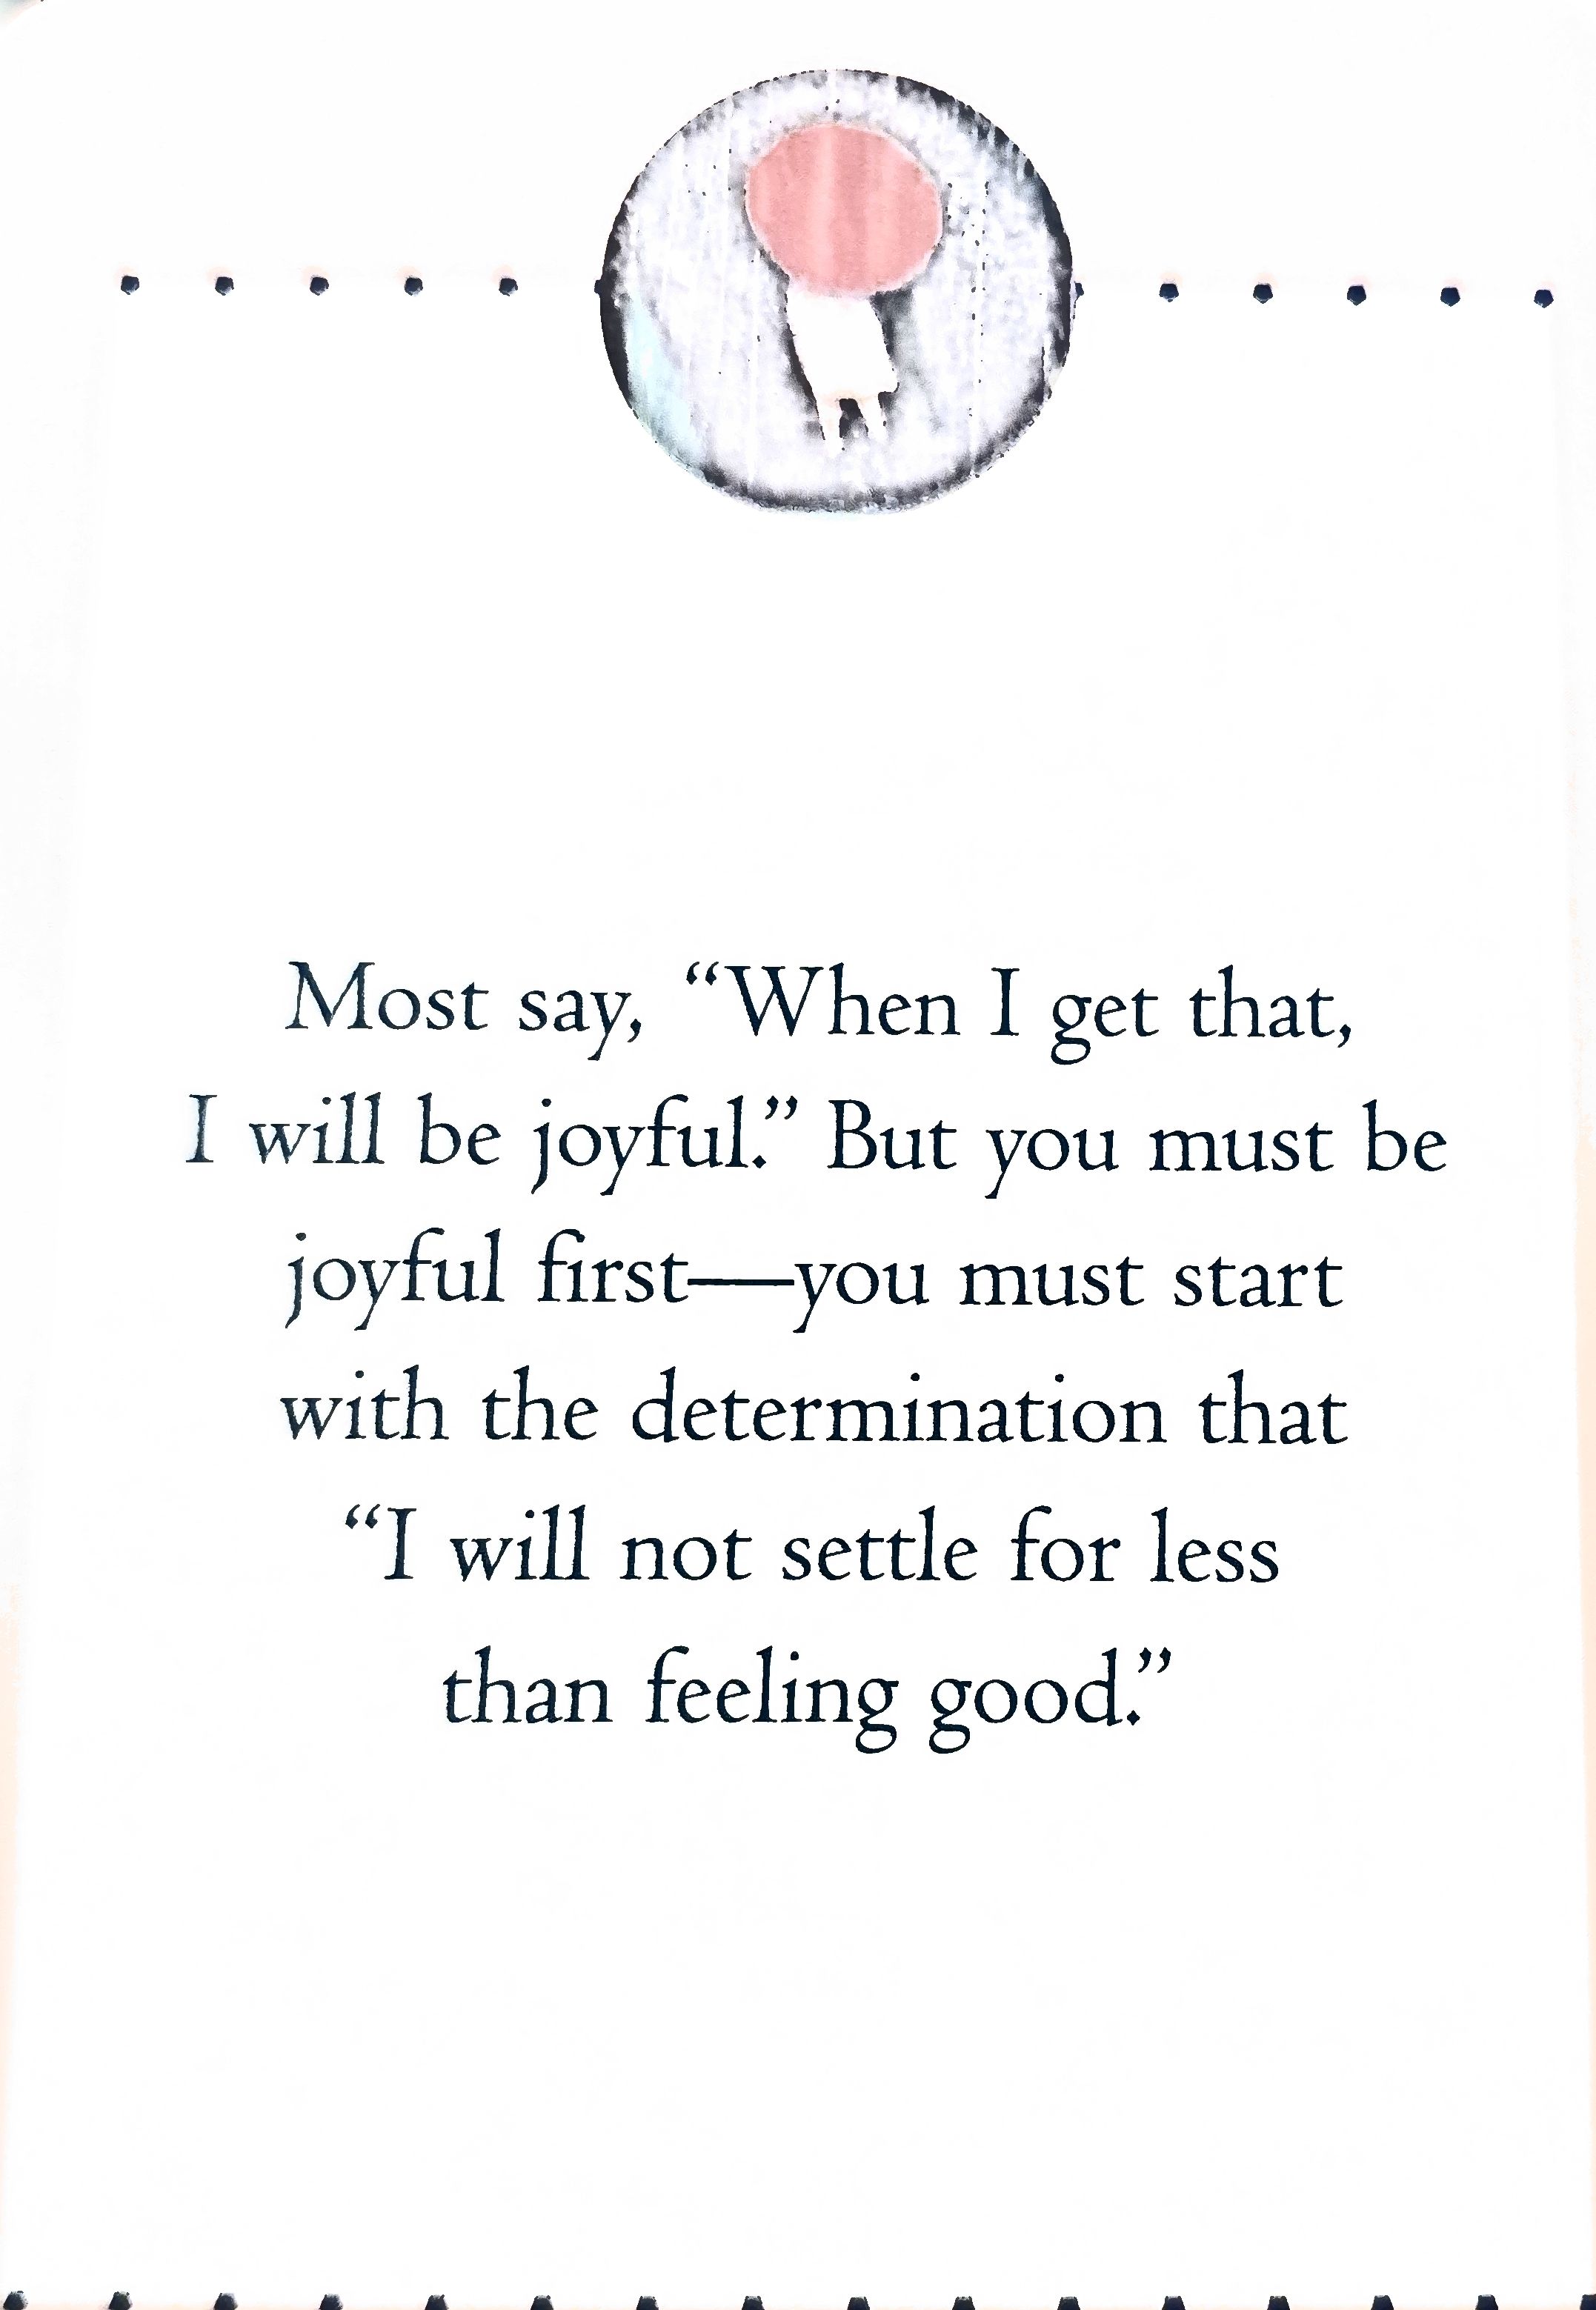 Most say, “When I get that,
I will be joyful.” But you must be
joyful first—you must start
with the determination that
“I will not settle for less
than feeling good.”